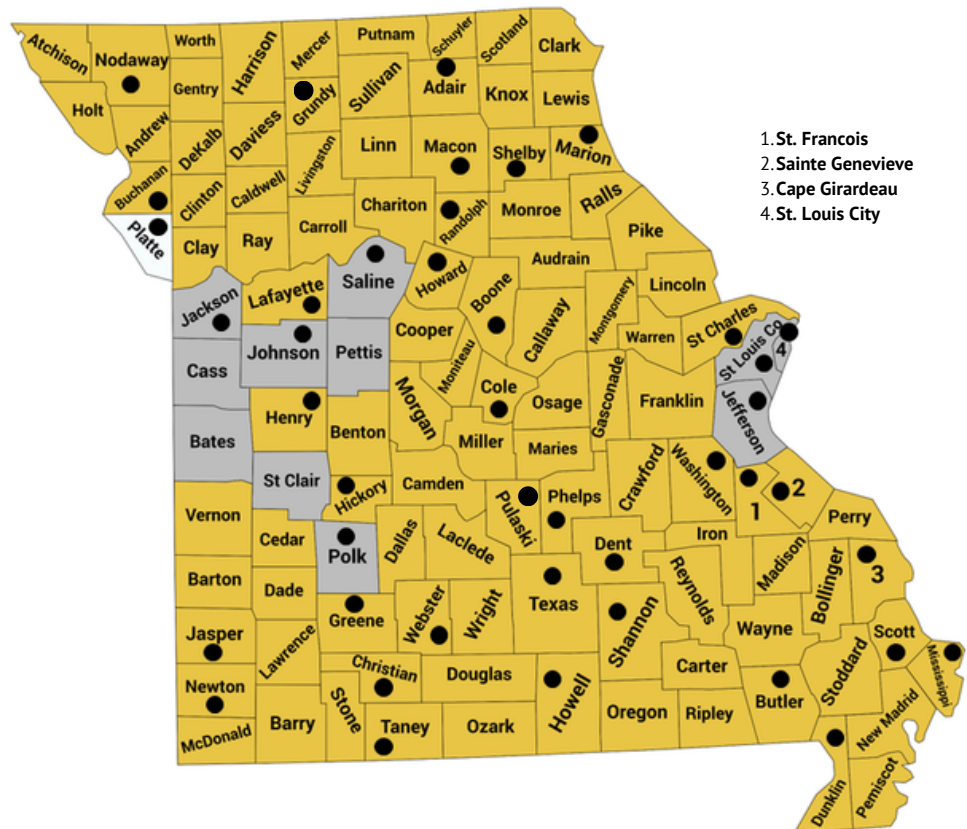 Atchison
Nodaway
Worth
Harrison
Mercer
Putnam
Schuyler
Scotland
Clark
Holt
Gentry
Grundy
Sullivan
Adair
Knox
Lewis
Andrew
DeKalb
Daviess
Livingston
Linn
Macon
Shelby
Marion
Buchanan
Clinton
Caldwell
Chariton
Randolph
Monroe
Ralls
Pike
Platte
Clay
Ray
Carroll
Saline
Howard
Boone
Audrain
Lincoln
Jackson
Lafayette
Cooper
Moniteau
Callaway
Montgomery
Warren
St Charles
Cass
Johnson
Pettis
St Louis Co
4
Bates
Henry
Benton
Morgan
Cole
Osage
Gasconade
Franklin
Jefferson
Miller
Maries
Vernon
St Clair
Hickory
Camden
Pulaski
Phelps
Crawford
Washington
1
2
Perry
Cedar
Polk
Dallas
Laclede
Dent
Iron
Madison
Bollinger
3
Barton
Dade
Greene
Webster
Wright
Texas
Shannon
Reynolds
Wayne
Jasper
Lawrence
Christian
Douglas
Howell
Carter
Butler
Stoddard
Scott
Mississippi
Newton
McDonald
Barry
Stone
Taney
Ozark
Oregon
Ripley
New Madrid
Dunklin
Pemiscot
1. St. Francois
2. Sainte Genevieve
3. Cape Girardeau
4. St. Louis City